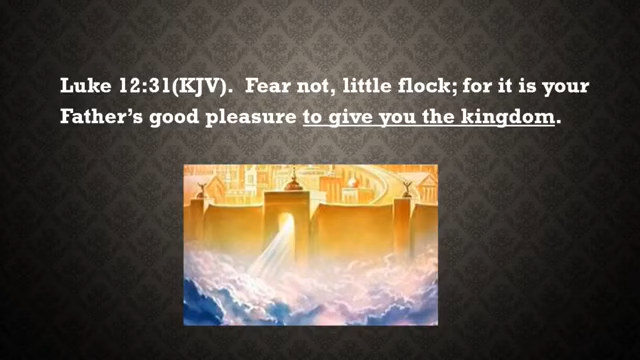 Luke 12:31(KJV).  Fear not, little flock; for it is your
Father’s good pleasure to give you the kingdom.